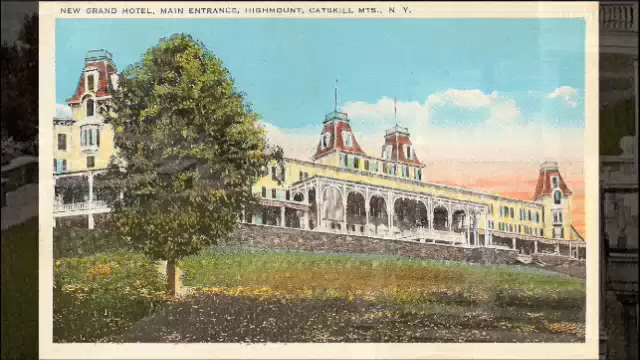 NEW GRAND HOTEL, MAIN ENTRANCE, HIGHMOUNT, CATSKILL MTS., N. Y.